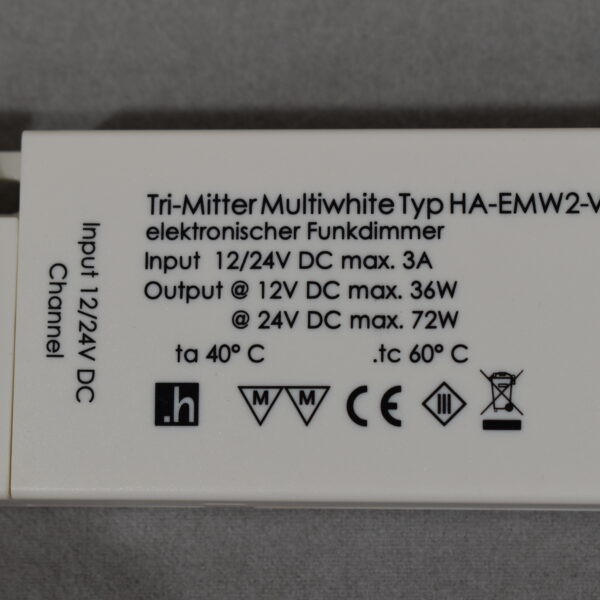 Tri-Mitter Multiwhite Typ HA-EMW2-V
elektronischer Funkdimmer
Input 12/24V DC max. 3A
Output @ 12V DC max. 36W
@ 24V DC max. 72W
ta 40° C .tc 60° C
.h M M CE III
Input 12/24V DC
Channel